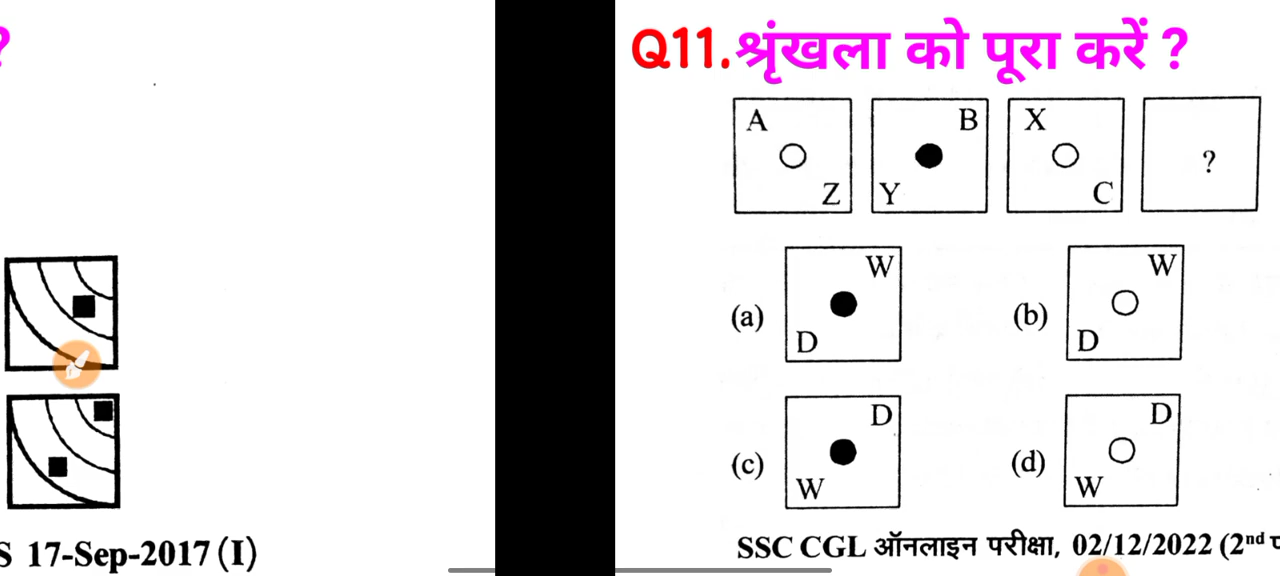 ?
S 17-Sep-2017 (I)
Q11.श्रृंखला को पूरा करें ?
A Z
B Y
X C
?
(a) W D
(b) W D
(c) D W
(d) D W
SSC CGL ऑनलाइन परीक्षा, 02/12/2022 (2nd